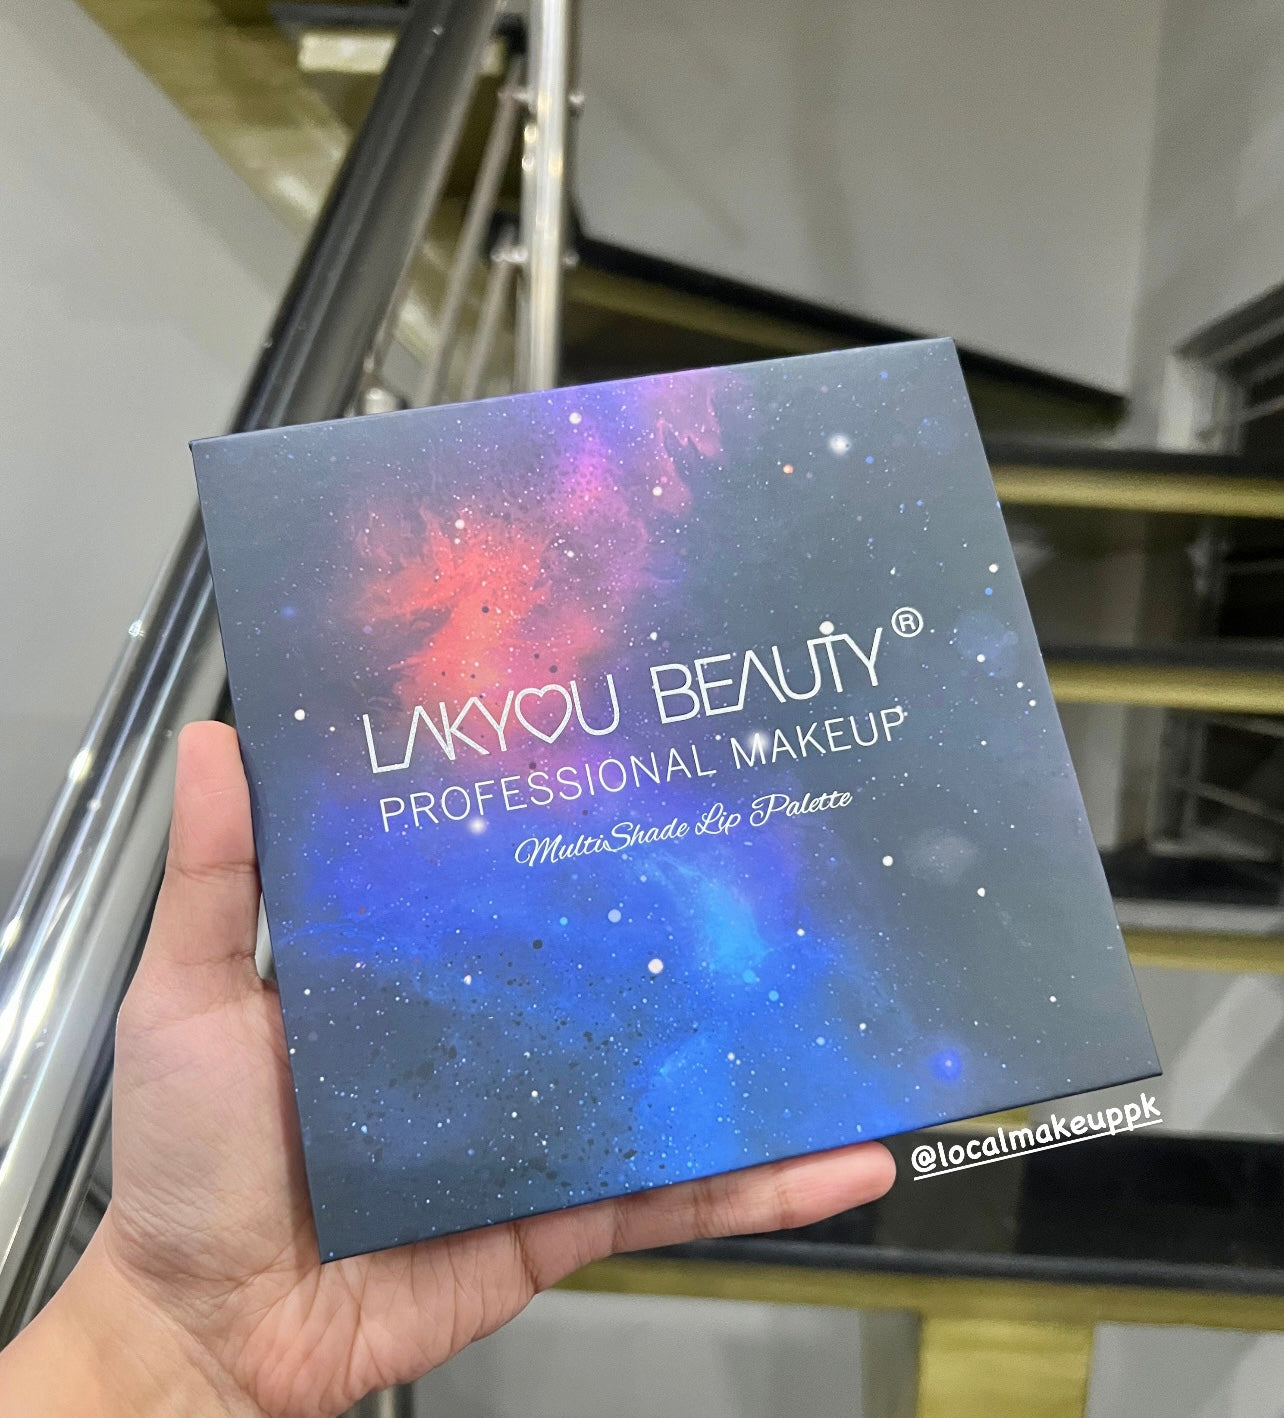 LAKYOU BEAUTY®
PROFESSIONAL MAKEUP
MultiShade Lip Palette
@localmakeuppk